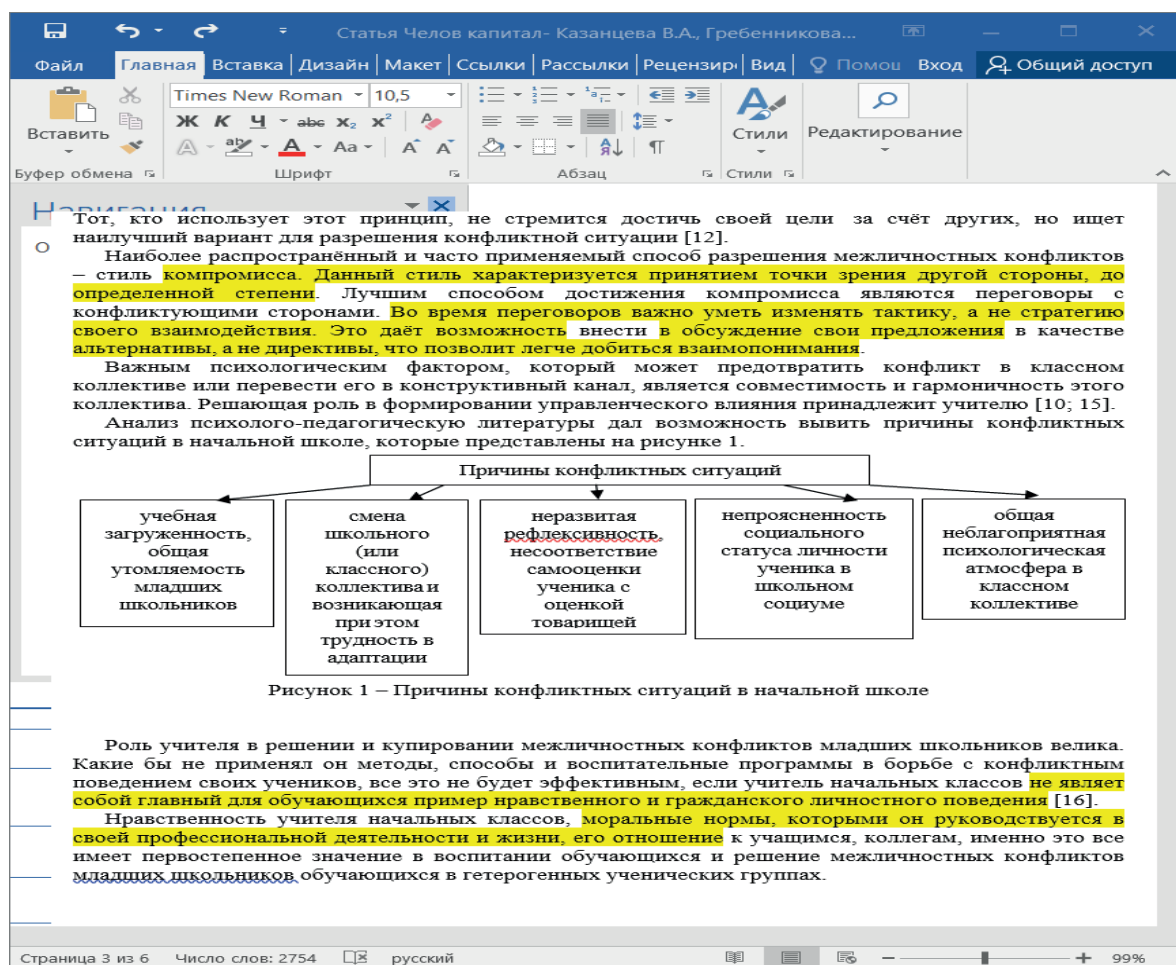 Статья Челов капитал- Казанцева В.А., Гребенникова...
Файл Главная Вставка Дизайн Макет Ссылки Рассылки Рецензир Вид Помощ Вход Общий доступ
Times New Roman 10,5
Вставить
Ж К Ч abc x₂ x²
Aa A A
Стили
Редактирование
Буфер обмена Шрифт Абзац Стили
Навигация
Тот, кто использует этот принцип, не стремится достичь своей цели за счёт других, но ищет
наилучший вариант для разрешения конфликтной ситуации [12].
Наиболее распространённый и часто применяемый способ разрешения межличностных конфликтов
– стиль компромисса. Данный стиль характеризуется принятием точки зрения другой стороны, до
определенной степени. Лучшим способом достижения компромисса являются переговоры с
конфликтующими сторонами. Во время переговоров важно уметь изменять тактику, а не стратегию
своего взаимодействия. Это даёт возможность внести в обсуждение свои предложения в качестве
альтернативы, а не директивы, что позволит легче добиться взаимопонимания.
Важным психологическим фактором, который может предотвратить конфликт в классном
коллективе или перевести его в конструктивный канал, является совместимость и гармоничность этого
коллектива. Решающая роль в формировании управленческого влияния принадлежит учителю [10; 15].
Анализ психолого-педагогическую литературы дал возможность вывить причины конфликтных
ситуаций в начальной школе, которые представлены на рисунке 1.
Причины конфликтных ситуаций
учебная
загруженность,
общая
утомляемость
младших
школьников
смена
школьного
(или
классного)
коллектива и
возникающая
при этом
трудность в
адаптации
неразвитая
рефлексивность,
несоответствие
самооценки
ученика с
оценкой
товарищей
непроясненность
социального
статуса личности
ученика в
школьном
социуме
общая
неблагоприятная
психологическая
атмосфера в
классном
коллективе
Рисунок 1 – Причины конфликтных ситуаций в начальной школе
Роль учителя в решении и купировании межличностных конфликтов младших школьников велика.
Какие бы не применял он методы, способы и воспитательные программы в борьбе с конфликтным
поведением своих учеников, все это не будет эффективным, если учитель начальных классов не являет
собой главный для обучающихся пример нравственного и гражданского личностного поведения [16].
Нравственность учителя начальных классов, моральные нормы, которыми он руководствуется в
своей профессиональной деятельности и жизни, его отношение к учащимся, коллегам, именно это все
имеет первостепенное значение в воспитании обучающихся и решение межличностных конфликтов
младших школьников обучающихся в гетерогенных ученических группах.
Страница 3 из 6 Число слов: 2754 русский 99%